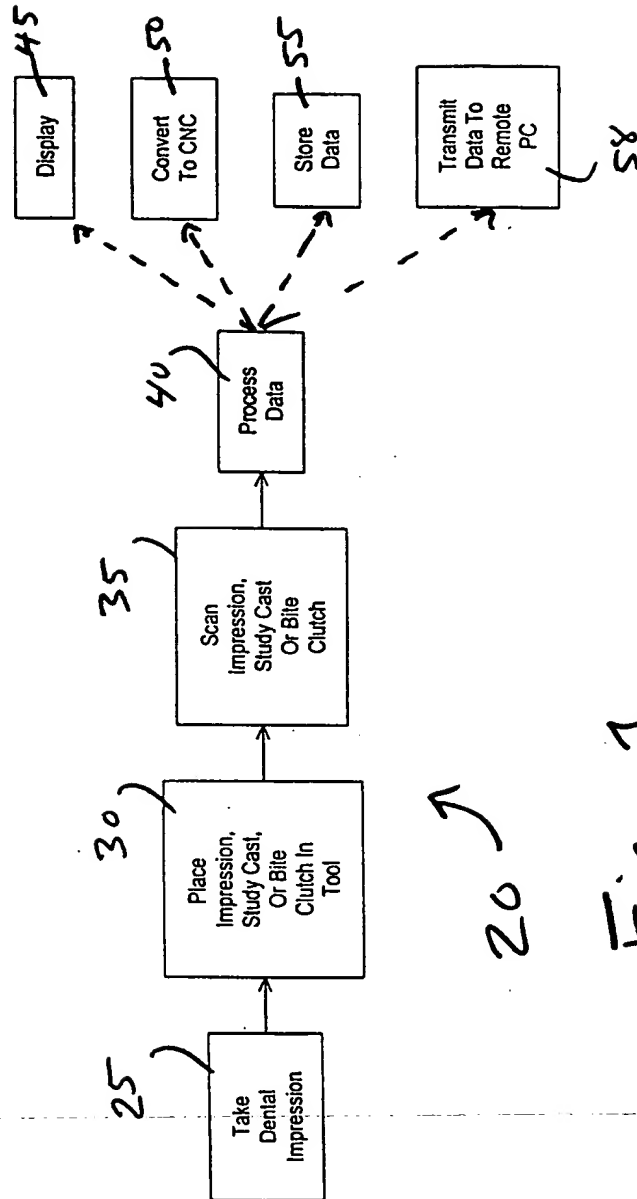 25
Take
Dental
Impression
30
Place
Impression,
Study Cast,
Or Bite
Clutch In
Tool
35
Scan
Impression,
Study Cast
Or Bite
Clutch
40
Process
Data
45
Display
50
Convert
To CNC
55
Store
Data
Transmit
Data To
Remote
PC
58
20